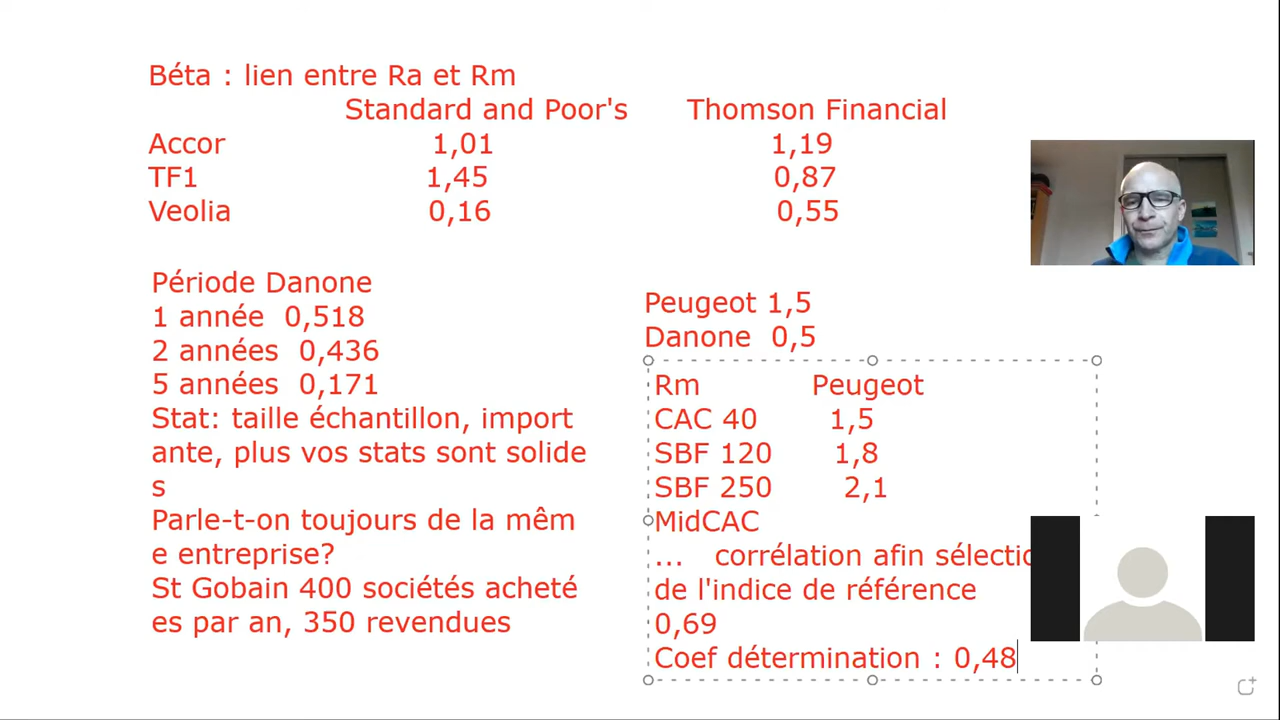 Béta : lien entre Ra et Rm
Standard and Poor's Thomson Financial
Accor 1,01 1,19
TF1 1,45 0,87
Veolia 0,16 0,55
Période Danone
1 année 0,518
2 années 0,436
5 années 0,171
Stat: taille échantillon, import
ante, plus vos stats sont solide
s
Parle-t-on toujours de la mêm
e entreprise?
St Gobain 400 sociétés acheté
es par an, 350 revendues
Peugeot 1,5
Danone 0,5
Rm Peugeot
CAC 40 1,5
SBF 120 1,8
SBF 250 2,1
MidCAC
... corrélation afin
de l'indice de référence
0,69
Coef détermination : 0,48